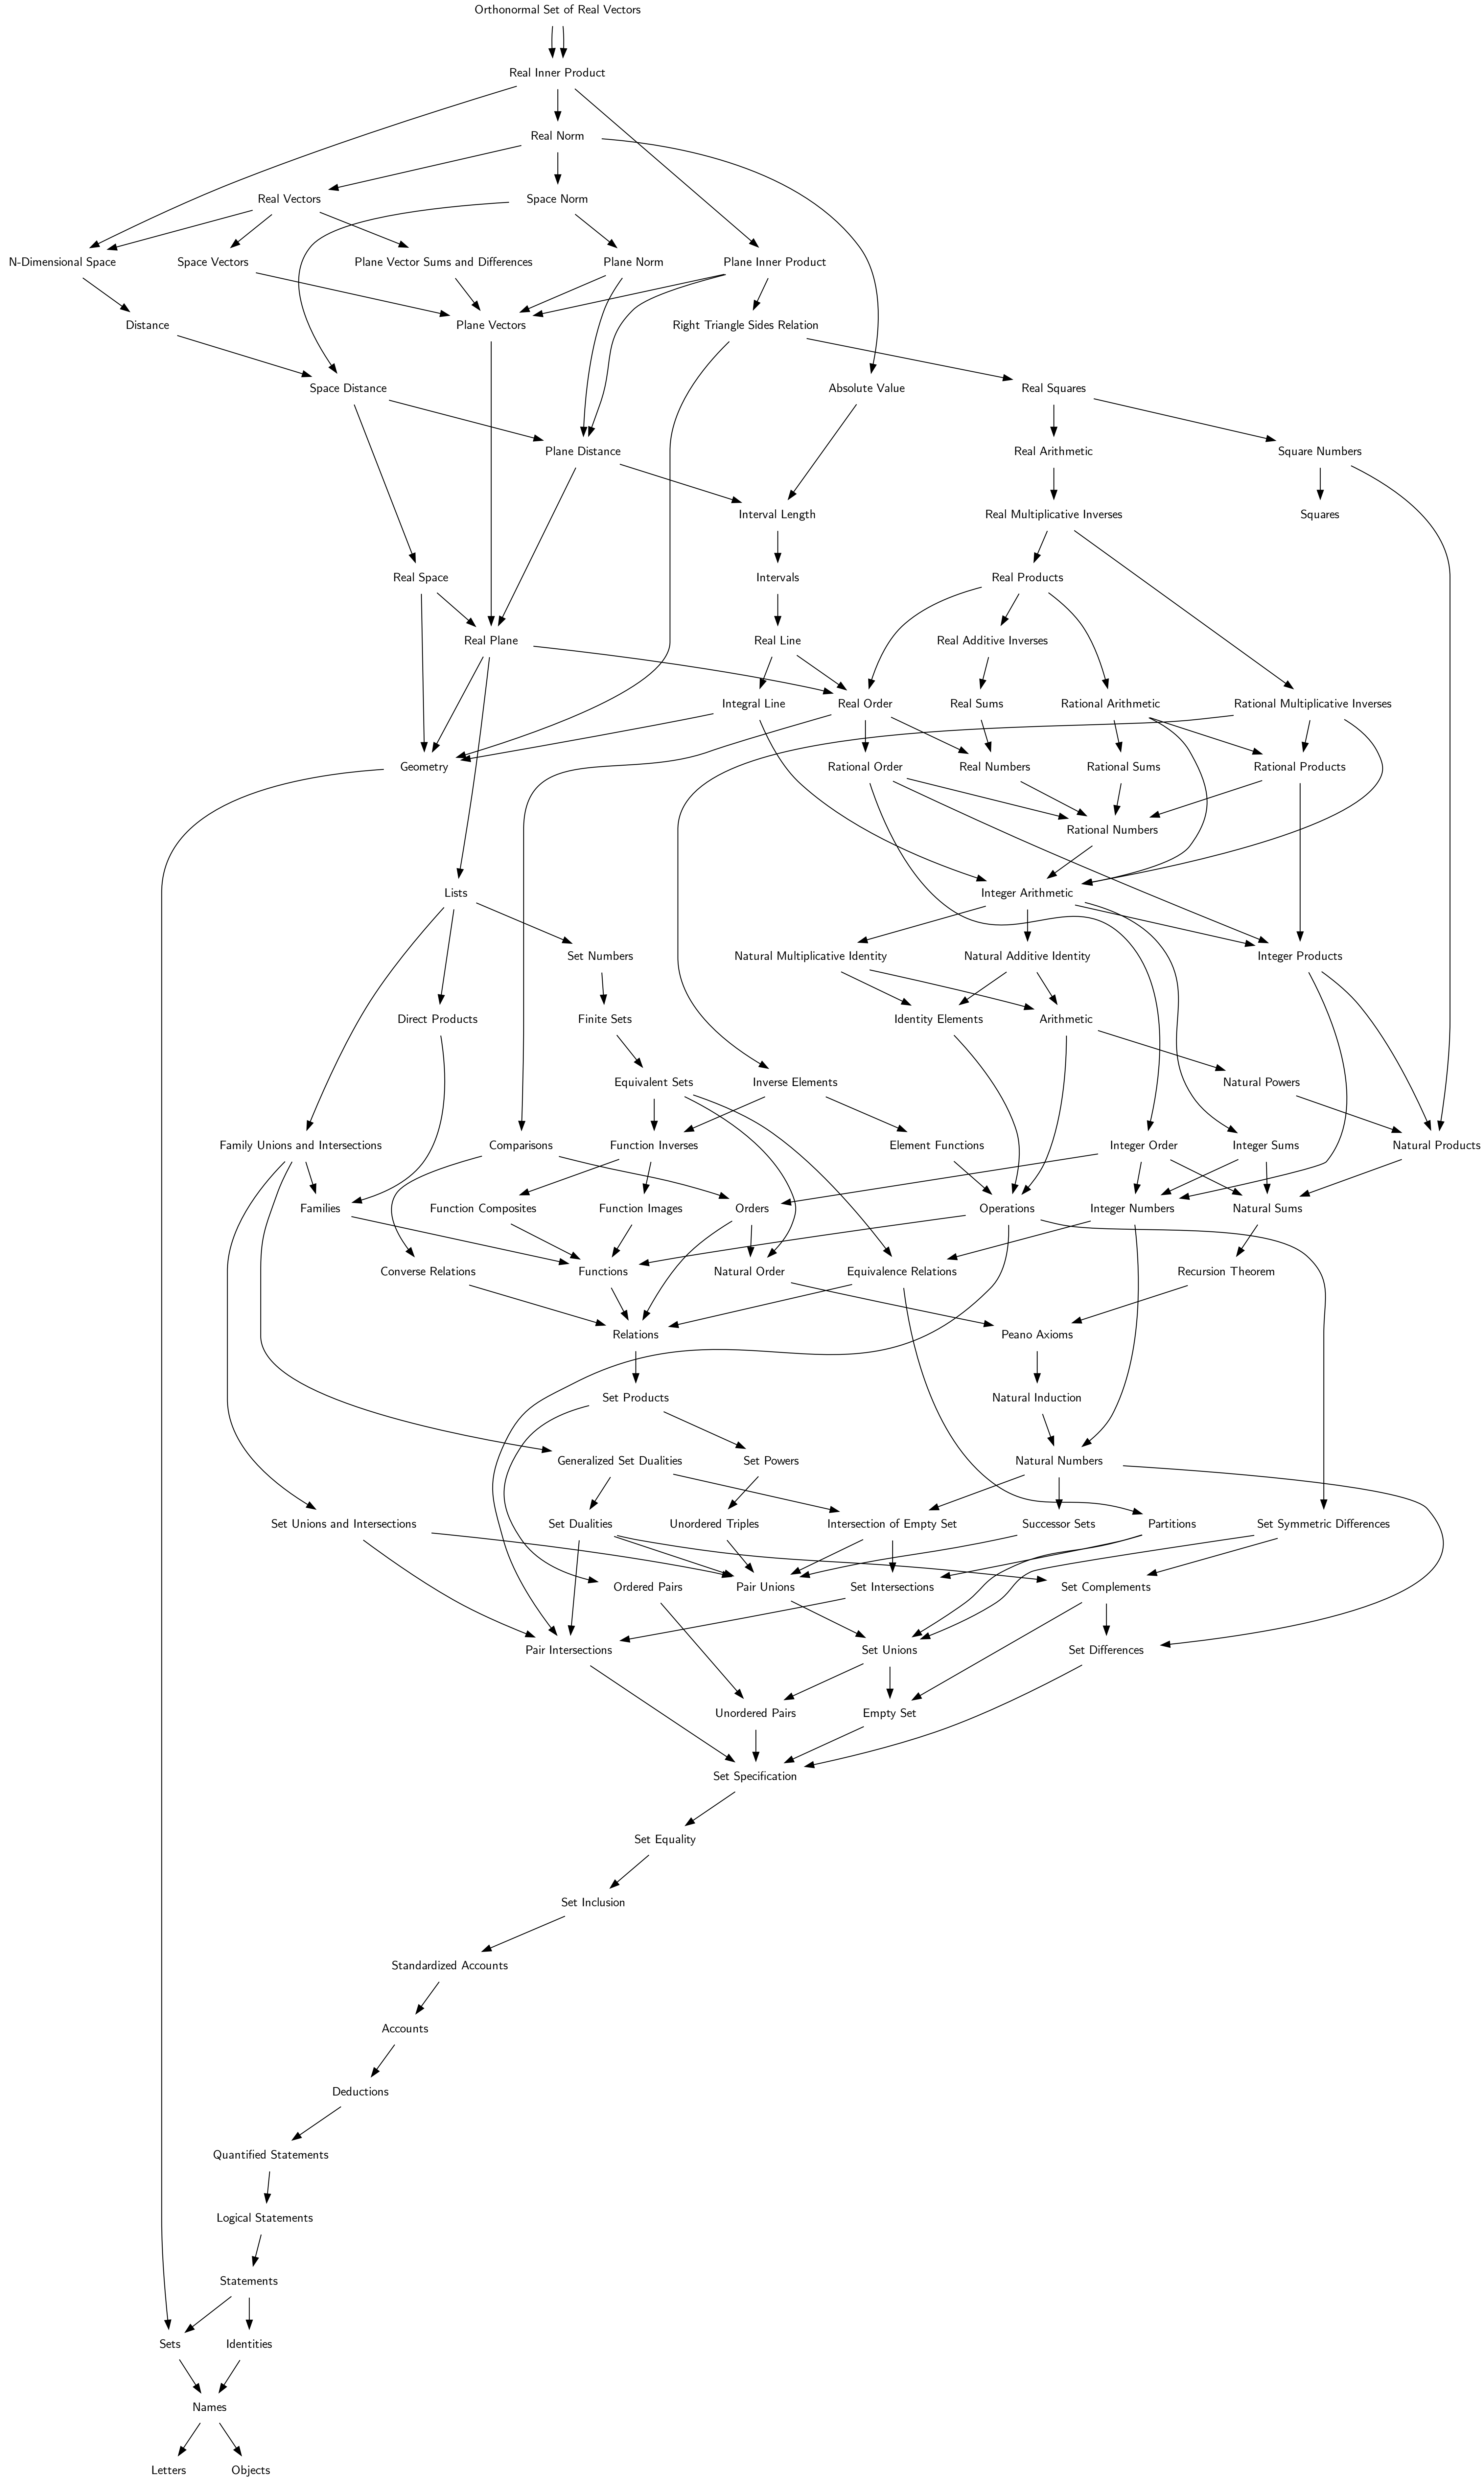 Orthonormal Set of Real Vectors
Real Inner Product
Real Norm
Real Vectors
Space Norm
N-Dimensional Space
Space Vectors
Plane Vector Sums and Differences
Plane Norm
Plane Inner Product
Distance
Plane Vectors
Right Triangle Sides Relation
Space Distance
Absolute Value
Real Squares
Plane Distance
Real Arithmetic
Square Numbers
Interval Length
Real Multiplicative Inverses
Squares
Real Space
Intervals
Real Products
Real Plane
Real Line
Real Additive Inverses
Integral Line
Real Order
Real Sums
Rational Arithmetic
Rational Multiplicative Inverses
Geometry
Rational Order
Real Numbers
Rational Sums
Rational Products
Rational Numbers
Lists
Integer Arithmetic
Set Numbers
Natural Multiplicative Identity
Natural Additive Identity
Integer Products
Direct Products
Finite Sets
Identity Elements
Arithmetic
Equivalent Sets
Inverse Elements
Natural Powers
Family Unions and Intersections
Comparisons
Function Inverses
Element Functions
Integer Order
Integer Sums
Natural Products
Families
Function Composites
Function Images
Orders
Operations
Integer Numbers
Natural Sums
Converse Relations
Functions
Natural Order
Equivalence Relations
Recursion Theorem
Relations
Peano Axioms
Set Products
Natural Induction
Generalized Set Dualities
Set Powers
Natural Numbers
Set Unions and Intersections
Set Dualities
Unordered Triples
Intersection of Empty Set
Successor Sets
Partitions
Set Symmetric Differences
Ordered Pairs
Pair Unions
Set Intersections
Set Complements
Pair Intersections
Set Unions
Set Differences
Unordered Pairs
Empty Set
Set Specification
Set Equality
Set Inclusion
Standardized Accounts
Accounts
Deductions
Quantified Statements
Logical Statements
Statements
Sets
Identities
Names
Letters
Objects